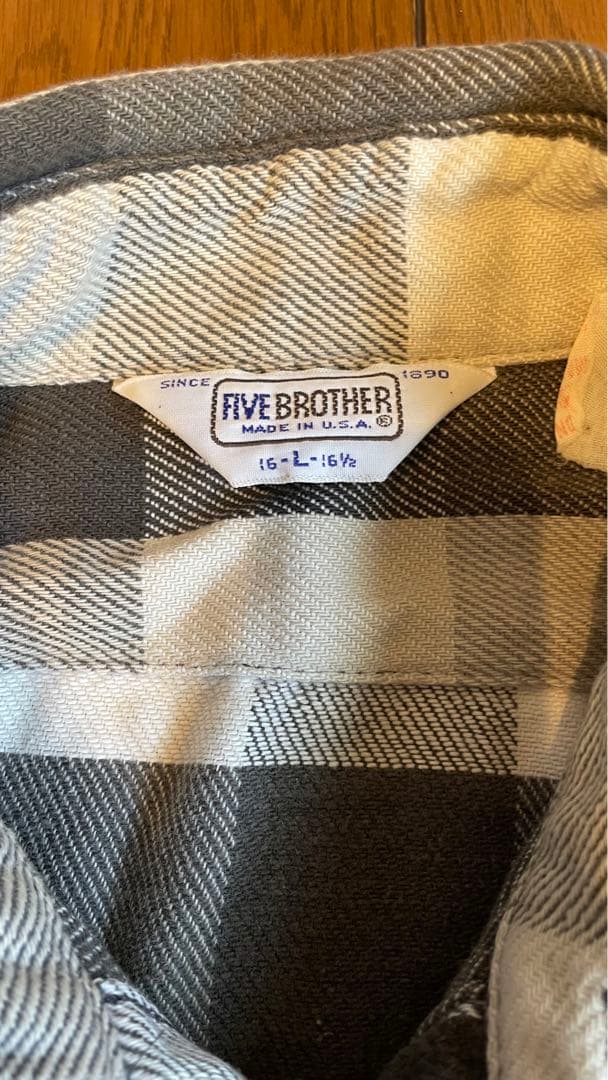 SINCE 1890
FIVE BROTHER
MADE IN U.S.A. ®
16-L-16½